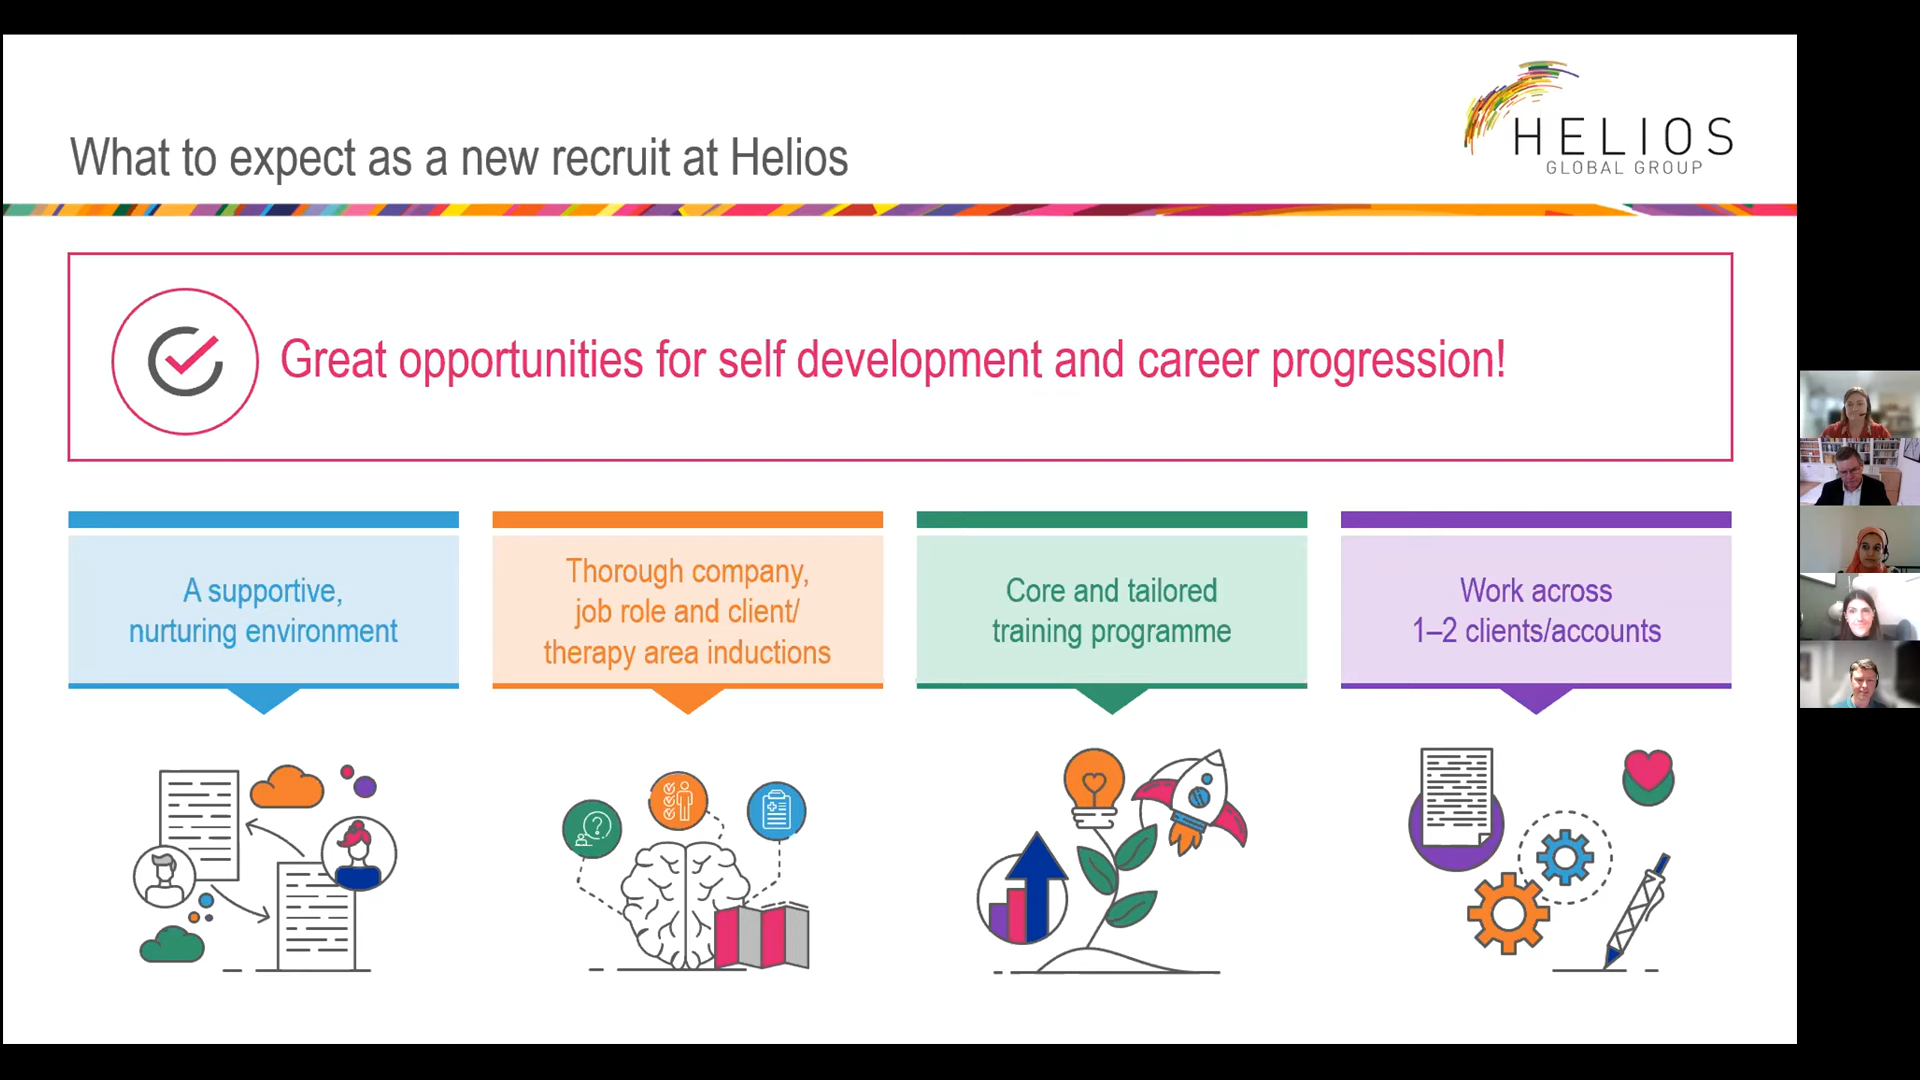 HELIOS
GLOBAL GROUP
What to expect as a new recruit at Helios
Great opportunities for self development and career progression!
A supportive,
nurturing environment
Thorough company,
job role and client/
therapy area inductions
Core and tailored
training programme
Work across
1–2 clients/accounts
?